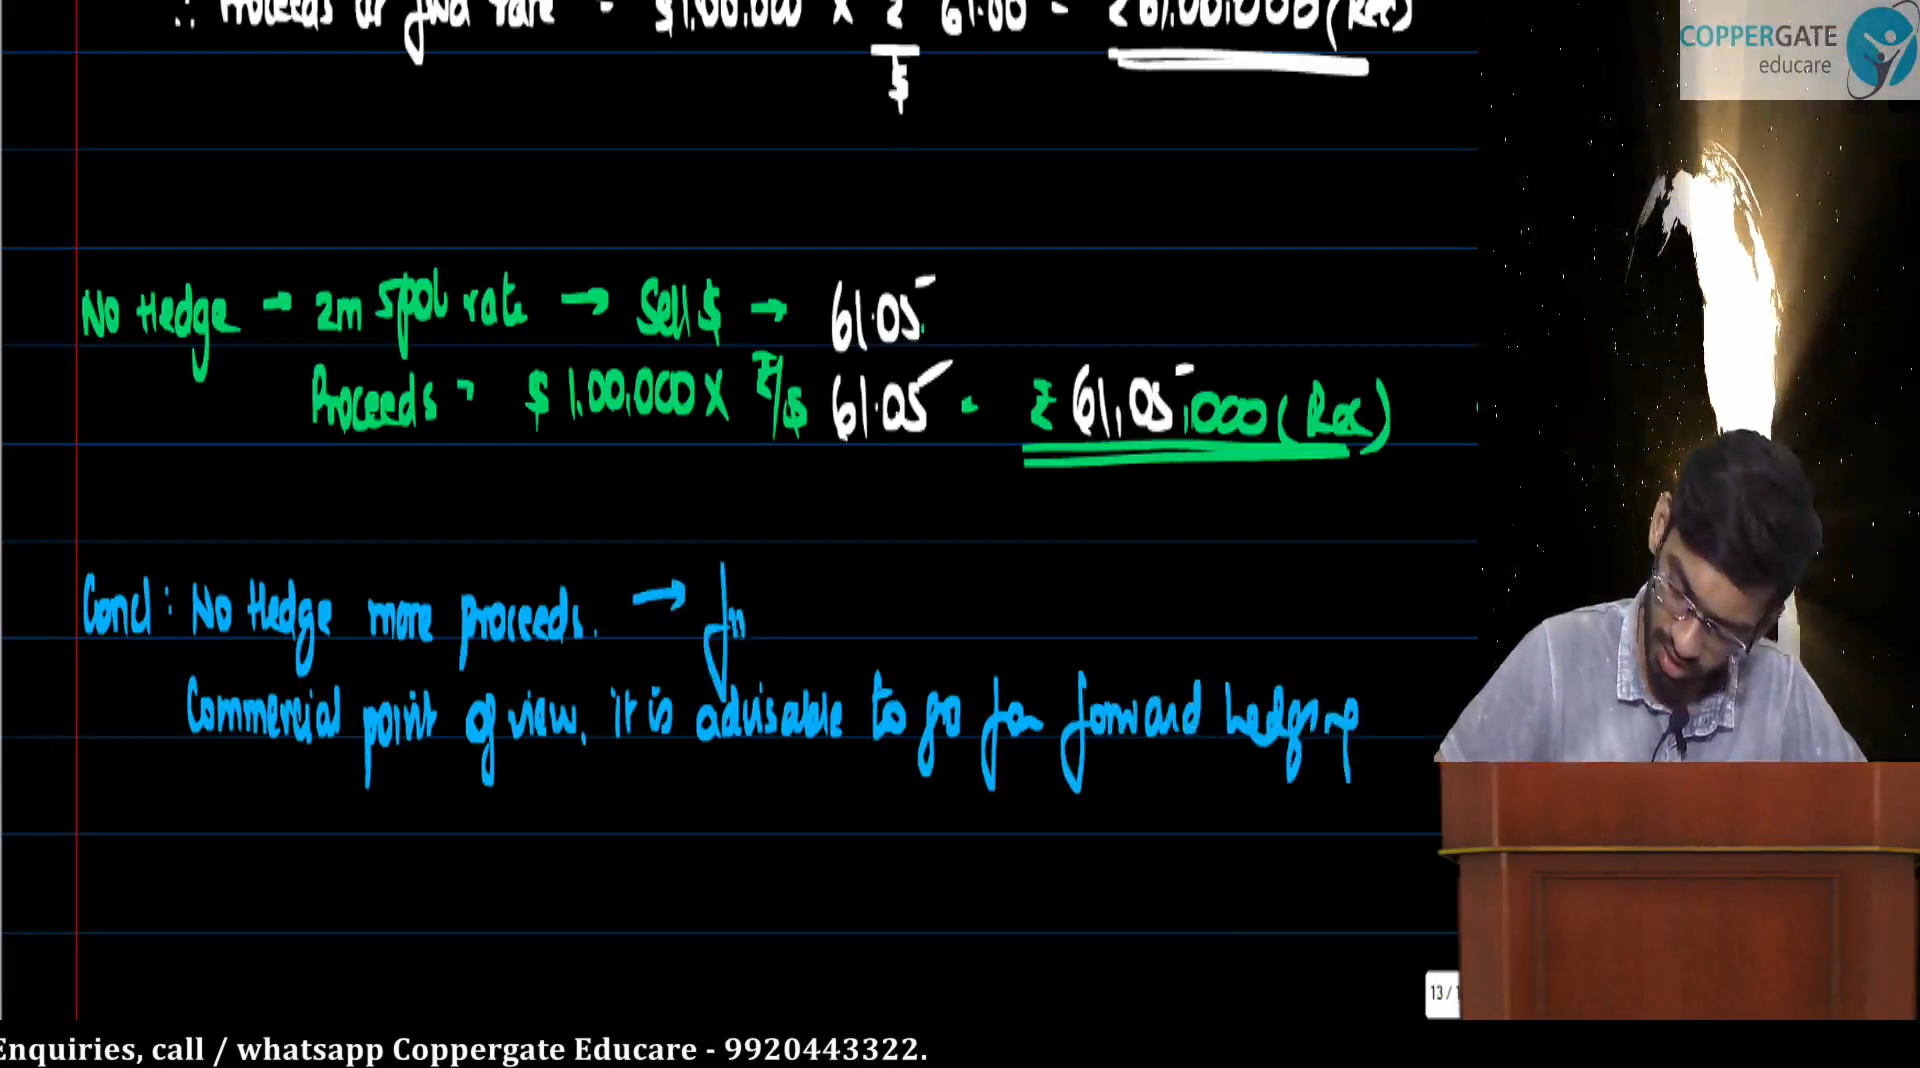 ∴ Proceeds at fwd rate = $1,00,000 × ₹/$ 61.00 = ₹61,00,000 (Rec)
COPPERGATE
educare
No Hedge - 2m spot rate → Sell $ → 61.05
Proceeds = $ 1,00,000 × ₹/$ 61.05 = ₹ 61,05,000 (Rec)
Concl : No Hedge more proceeds. →
Commercial point of view, it is advisable to go for forward hedging
13 / 1
Enquiries, call / whatsapp Coppergate Educare - 9920443322.